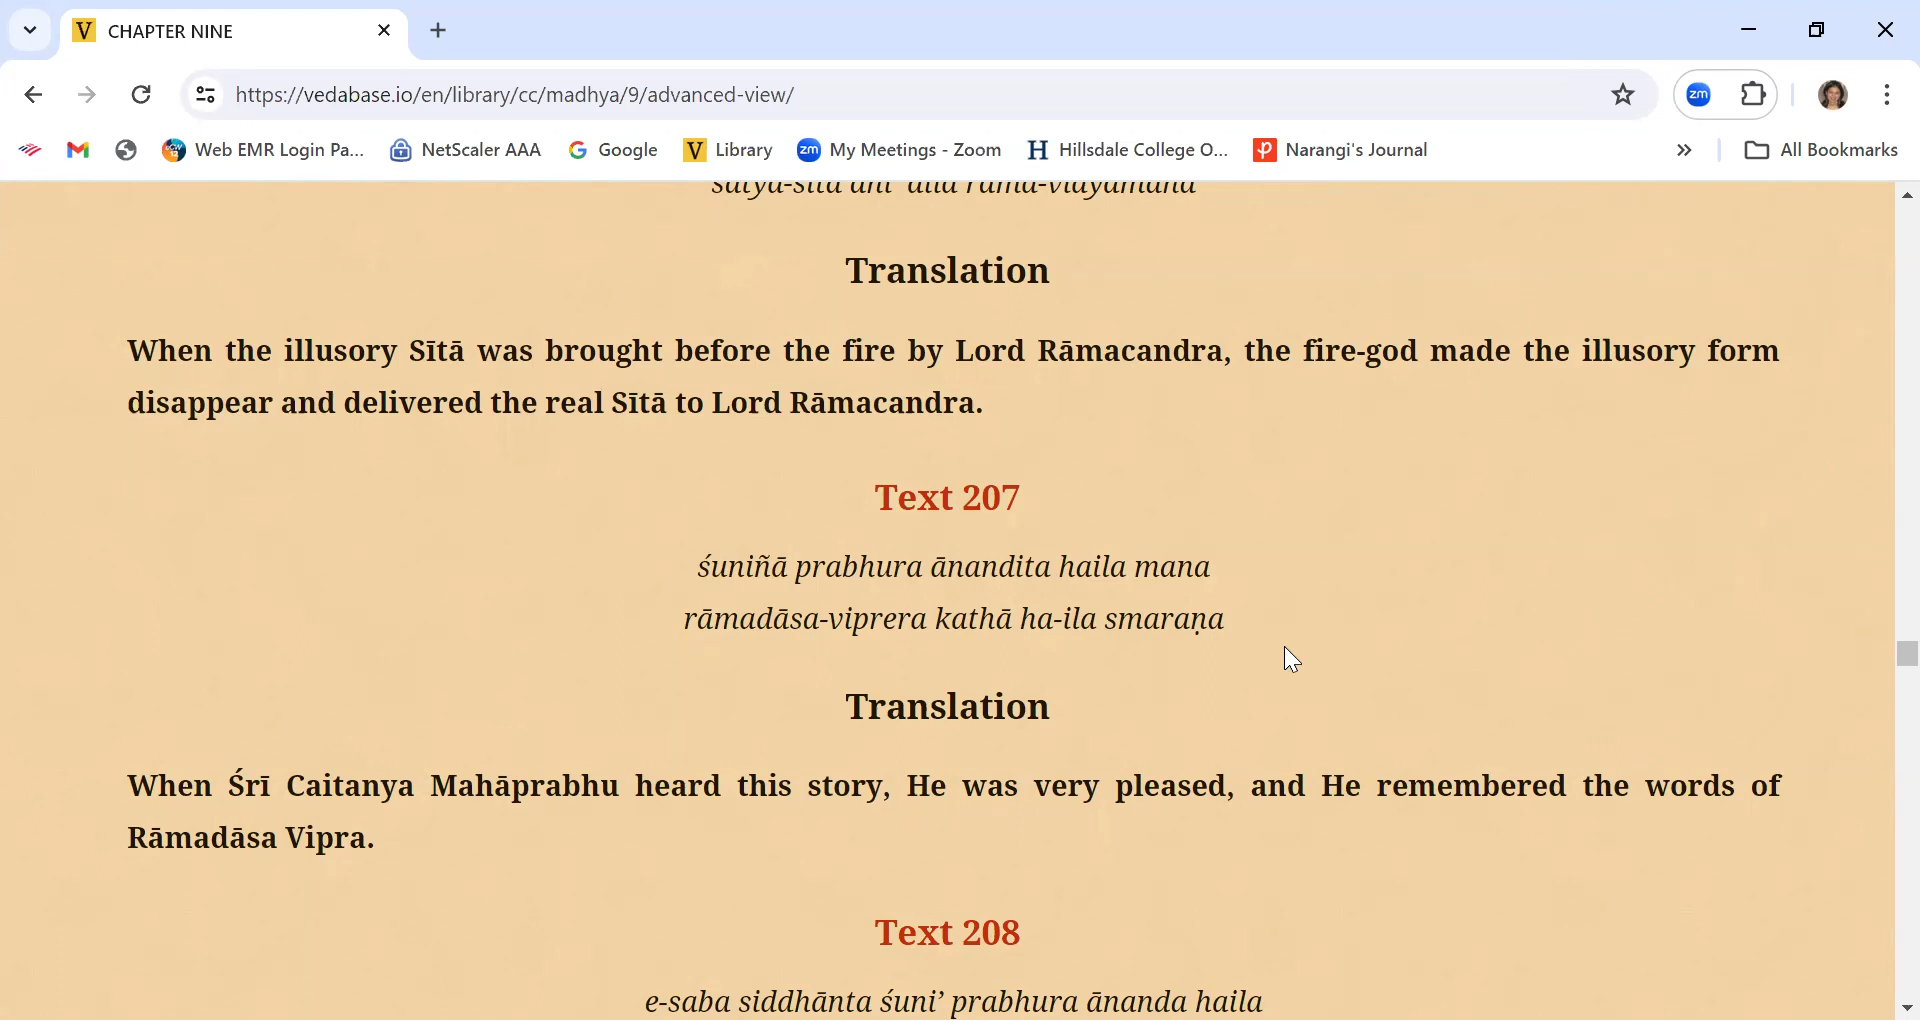 CHAPTER NINE
https://vedabase.io/en/library/cc/madhya/9/advanced-view/
zm
Web EMR Login Pa...
NetScaler AAA
Google
Library
zm My Meetings - Zoom
Hillsdale College O...
Narangi's Journal
All Bookmarks
Translation
When the illusory Sītā was brought before the fire by Lord Rāmacandra, the fire-god made the illusory form
disappear and delivered the real Sītā to Lord Rāmacandra.
Text 207
śuniñā prabhura ānandita haila mana
rāmadāsa-viprera kathā ha-ila smaraṇa
Translation
When Śrī Caitanya Mahāprabhu heard this story, He was very pleased, and He remembered the words of
Rāmadāsa Vipra.
Text 208
e-saba siddhānta śuni’ prabhura ānanda haila